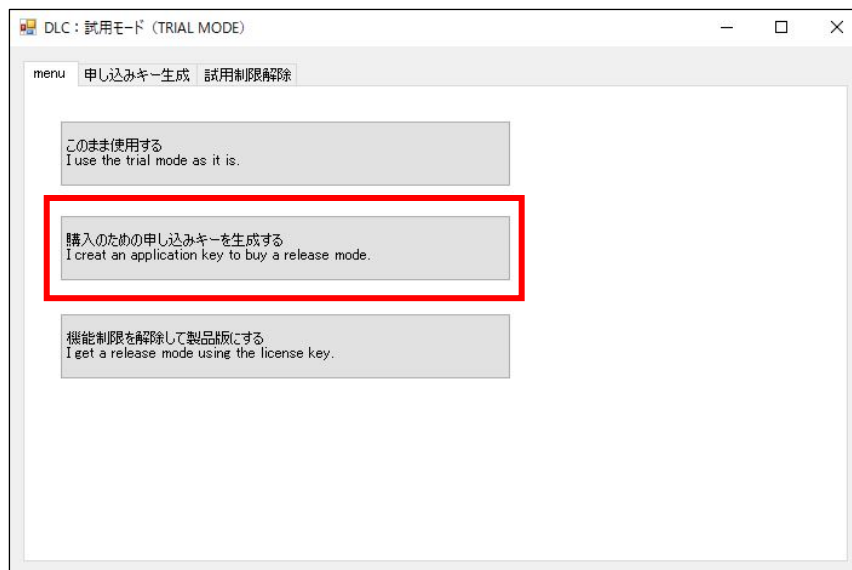 DLC：試用モード（TRIAL MODE）
menu 申し込みキー生成 試用制限解除
このまま使用する
I use the trial mode as it is.
購入のための申し込みキーを生成する
I creat an application key to buy a release mode.
機能制限を解除して製品版にする
I get a release mode using the license key.